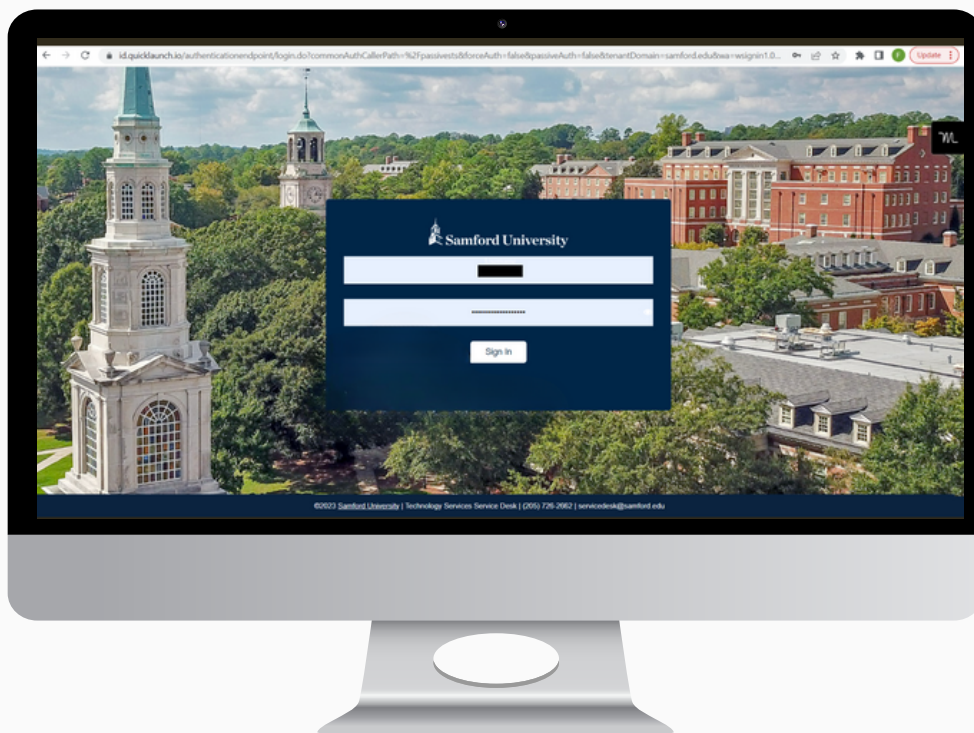 id.quicklaunch.io/authenticationendpoint/login.do?commonAuthCallerPath=%2Fpassivests&forceAuth=false&passiveAuth=false&tenantDomain=samford.edu&wa=wsignin1.0...
Update
Samford University
Sign In
©2023 Samford University | Technology Services Service Desk | (205) 726-2662 | servicedesk@samford.edu